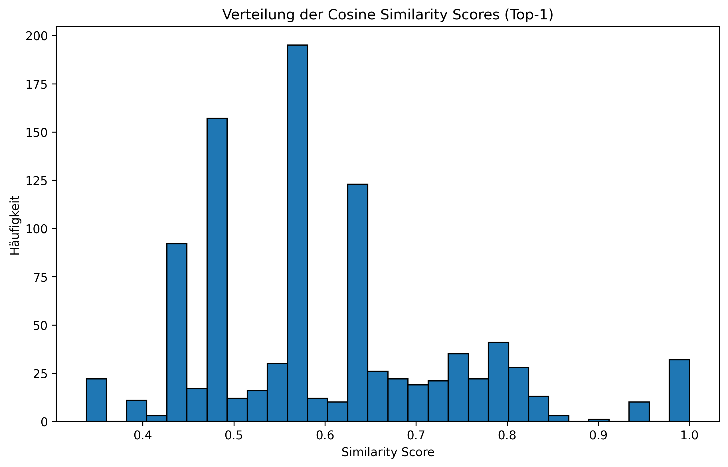 Verteilung der Cosine Similarity Scores (Top-1)
Häufigkeit
200
175
150
125
100
75
50
25
0
0.4 0.5 0.6 0.7 0.8 0.9 1.0
Similarity Score